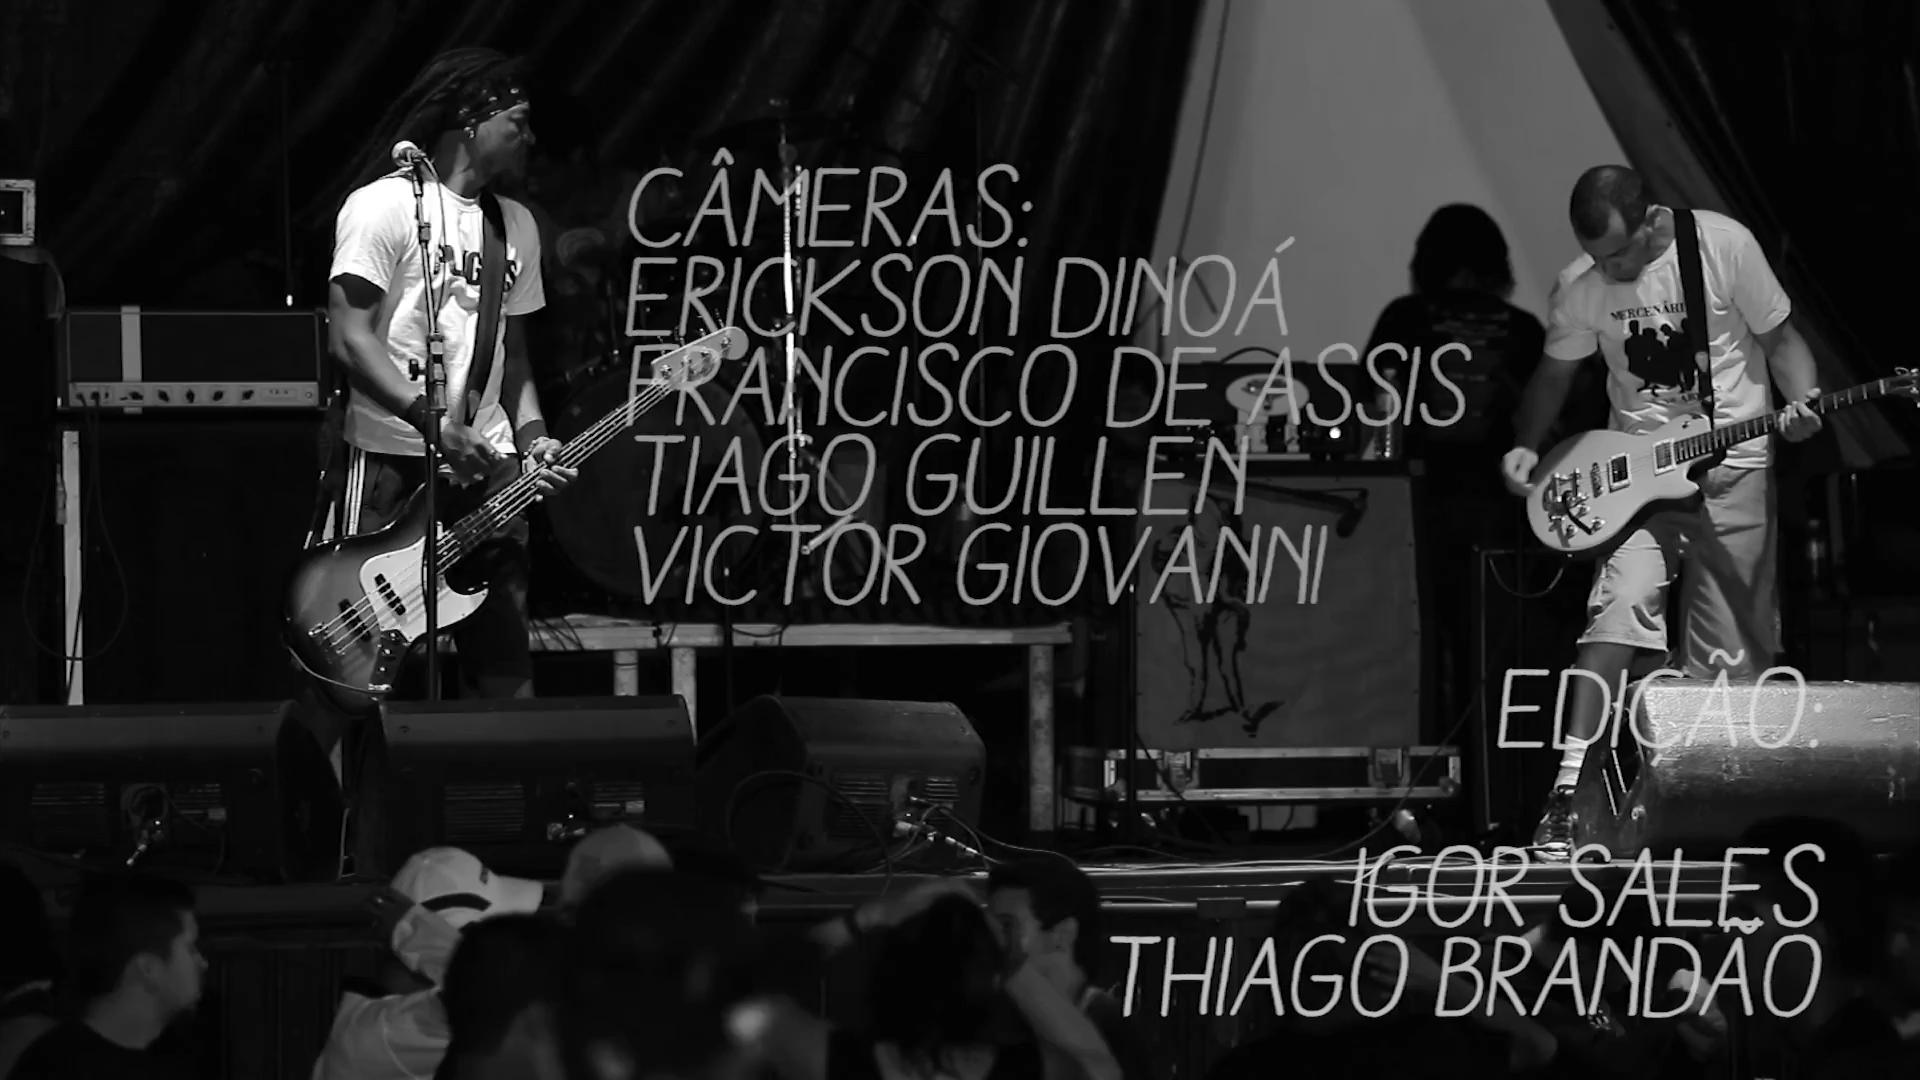 CÂMERAS:
ERICKSON DINOÁ
FRANCISCO DE ASSIS
TIAGO GUILLEN
VICTOR GIOVANNI
EDIÇÃO:
IGOR SALES
THIAGO BRANDÃO